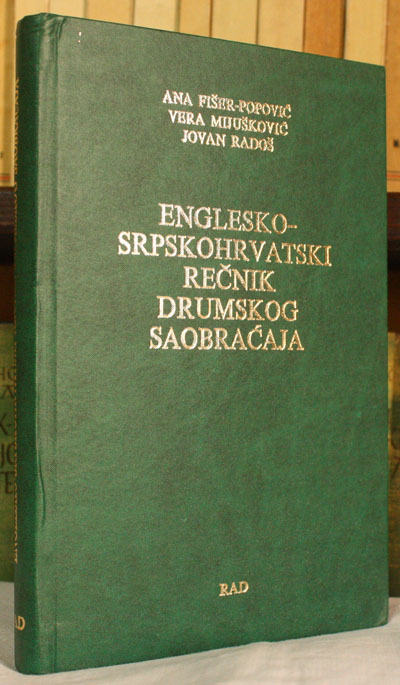 ANA FIŠER-POPOVIĆ
VERA MIJUŠKOVIĆ
JOVAN RADOŠ
ENGLESKO-
SRPSKOHRVATSKI
REČNIK
DRUMSKOG
SAOBRAĆAJA
RAD